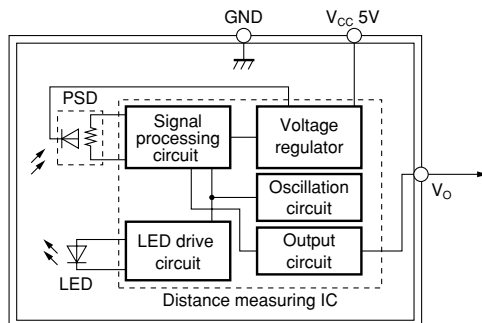 GND
V_CC 5V
PSD
Signal
processing
circuit
Voltage
regulator
Oscillation
circuit
V_O
LED drive
circuit
Output
circuit
LED
Distance measuring IC